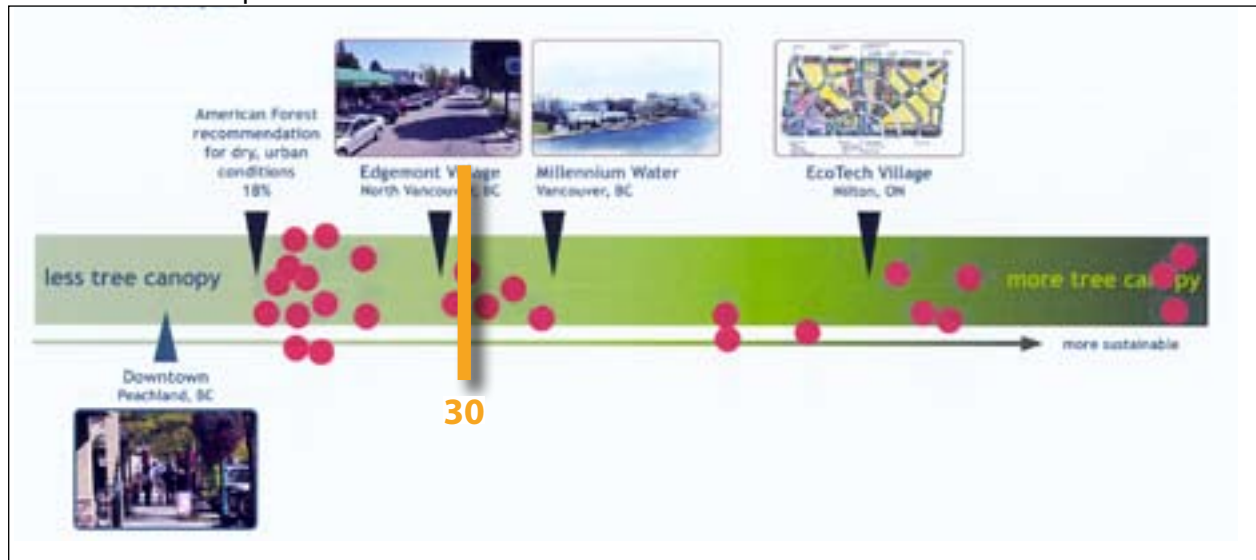 American Forest
recommendation
for dry, urban
conditions
18%
Edgemont Village
North Vancouver, BC
Millennium Water
Vancouver, BC
EcoTech Village
Milton, ON
less tree canopy
more tree canopy
more sustainable
Downtown
Peachland, BC
30